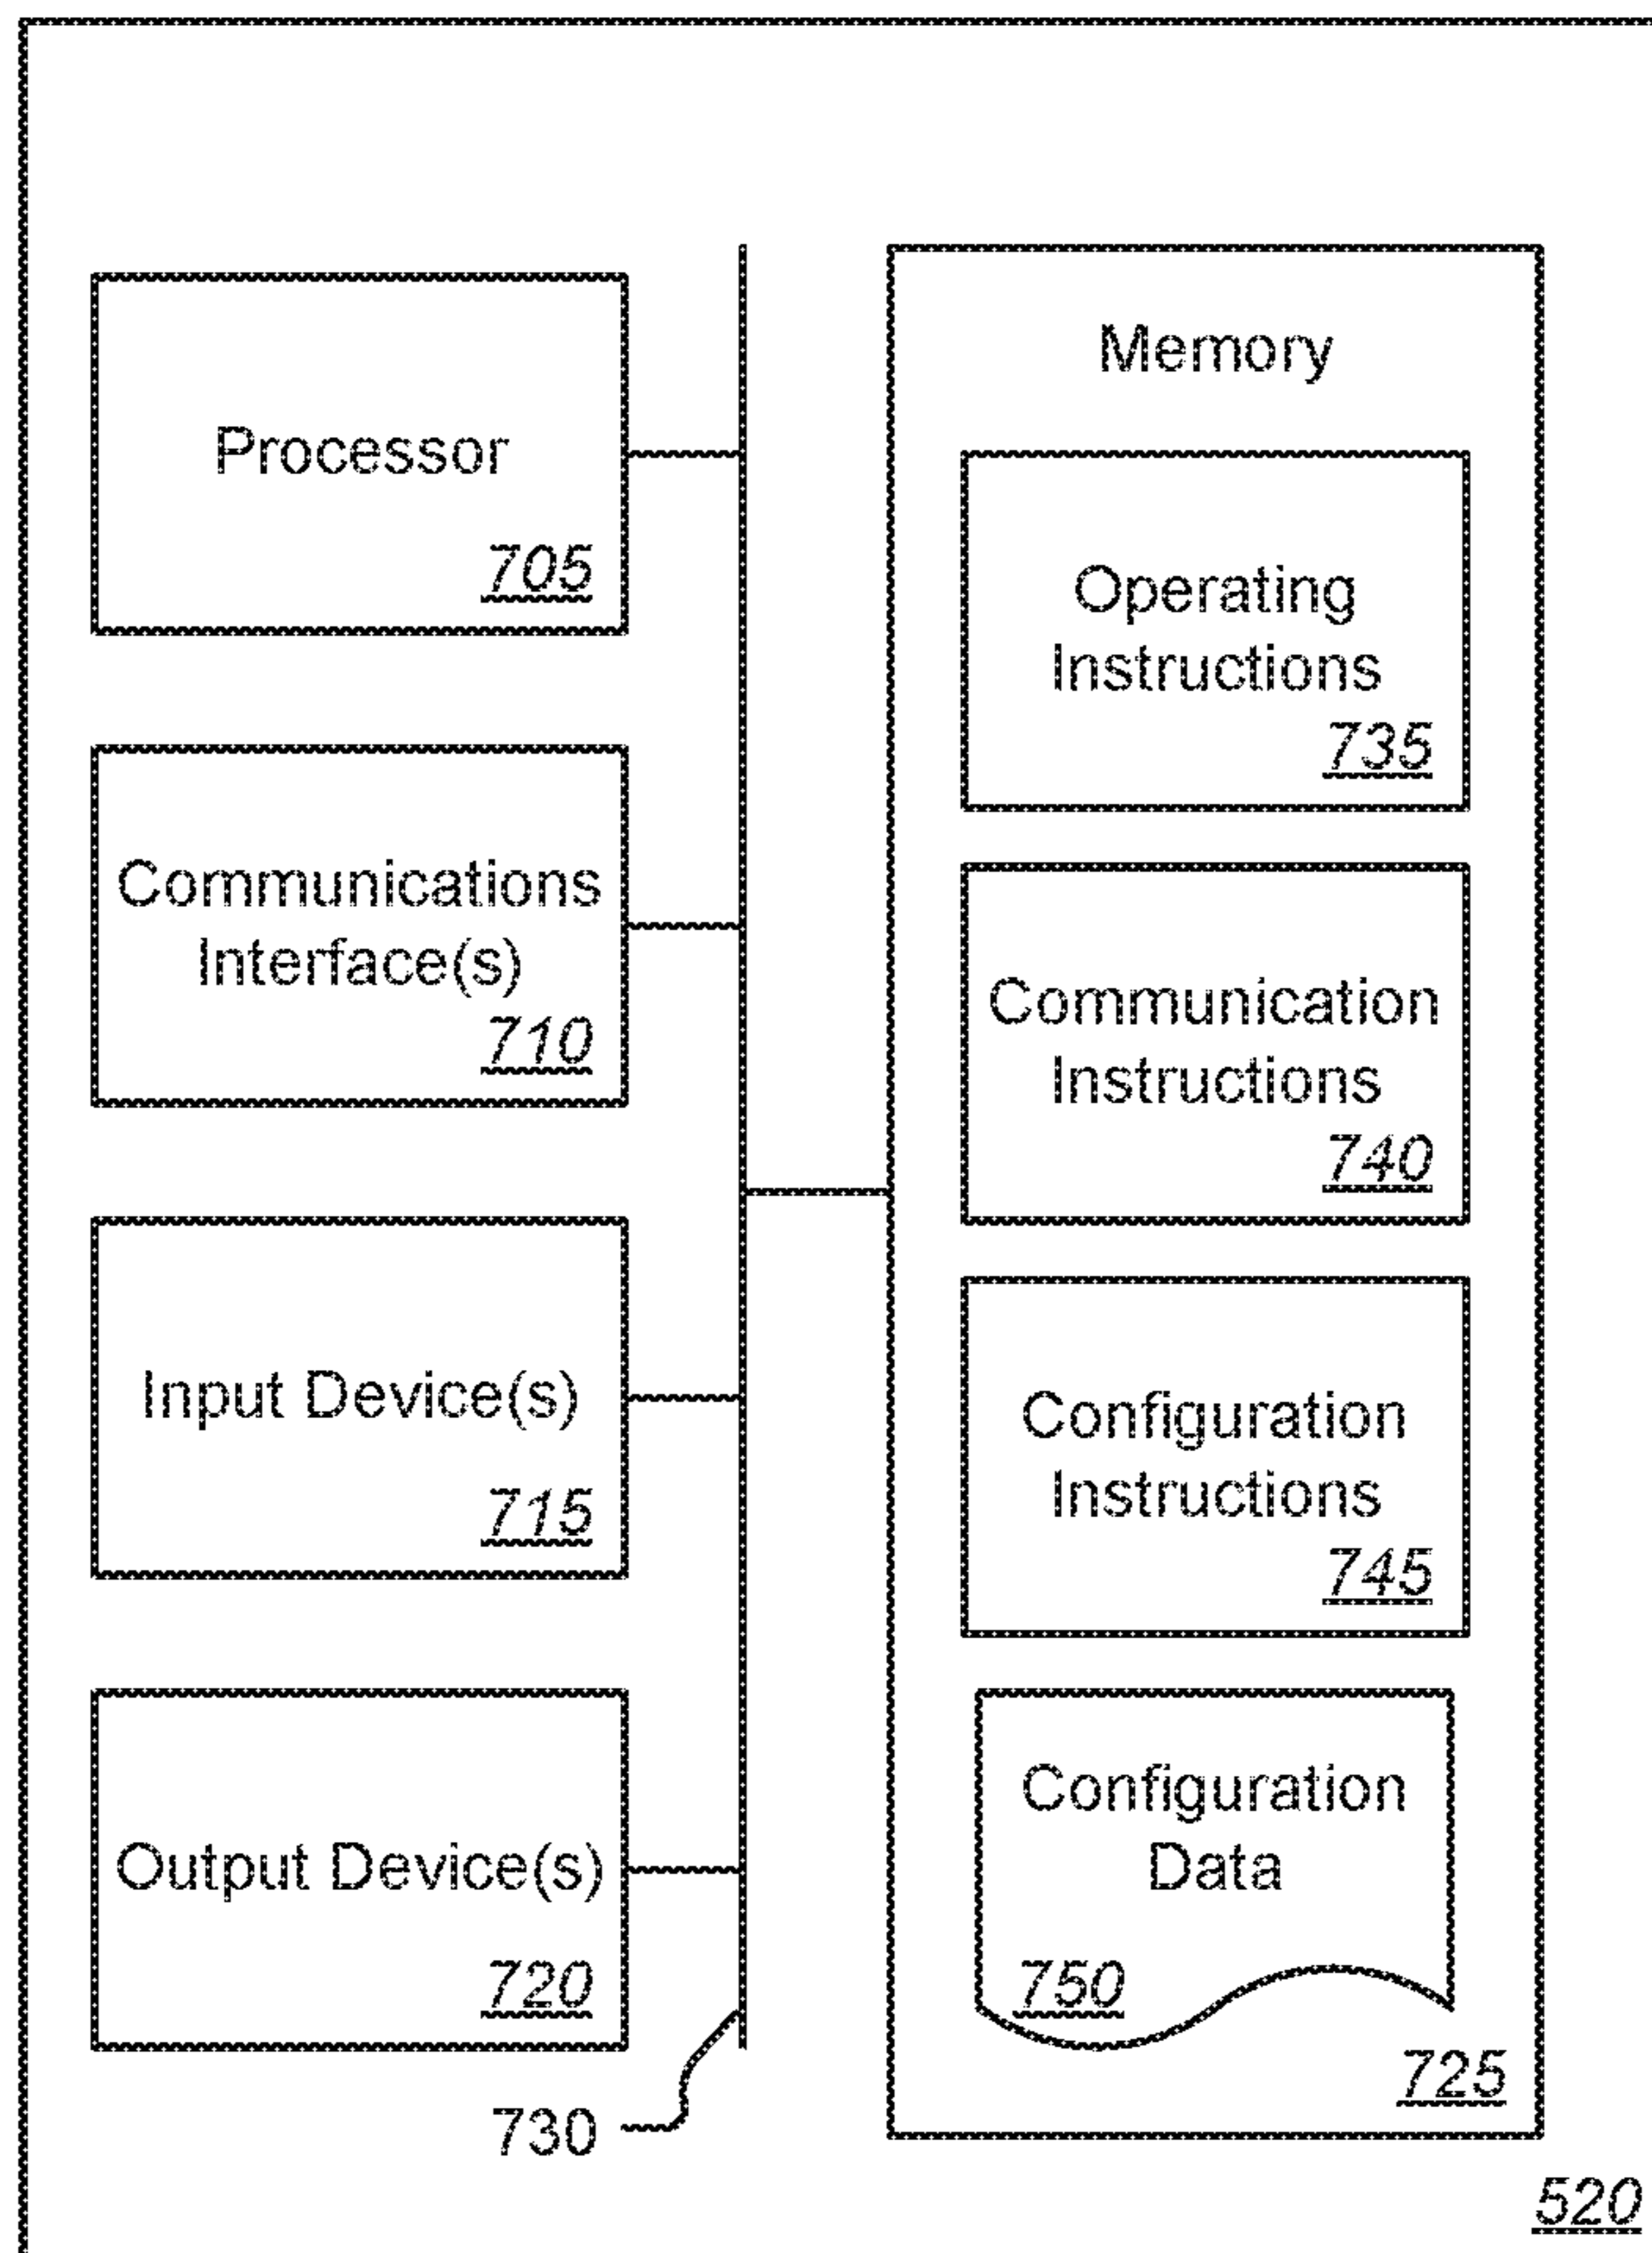 Processor
705
Communications
Interface(s)
710
Input Device(s)
715
Output Device(s)
720
730
Memory
Operating
Instructions
735
Communication
Instructions
740
Configuration
Instructions
745
Configuration
Data
750
725
520